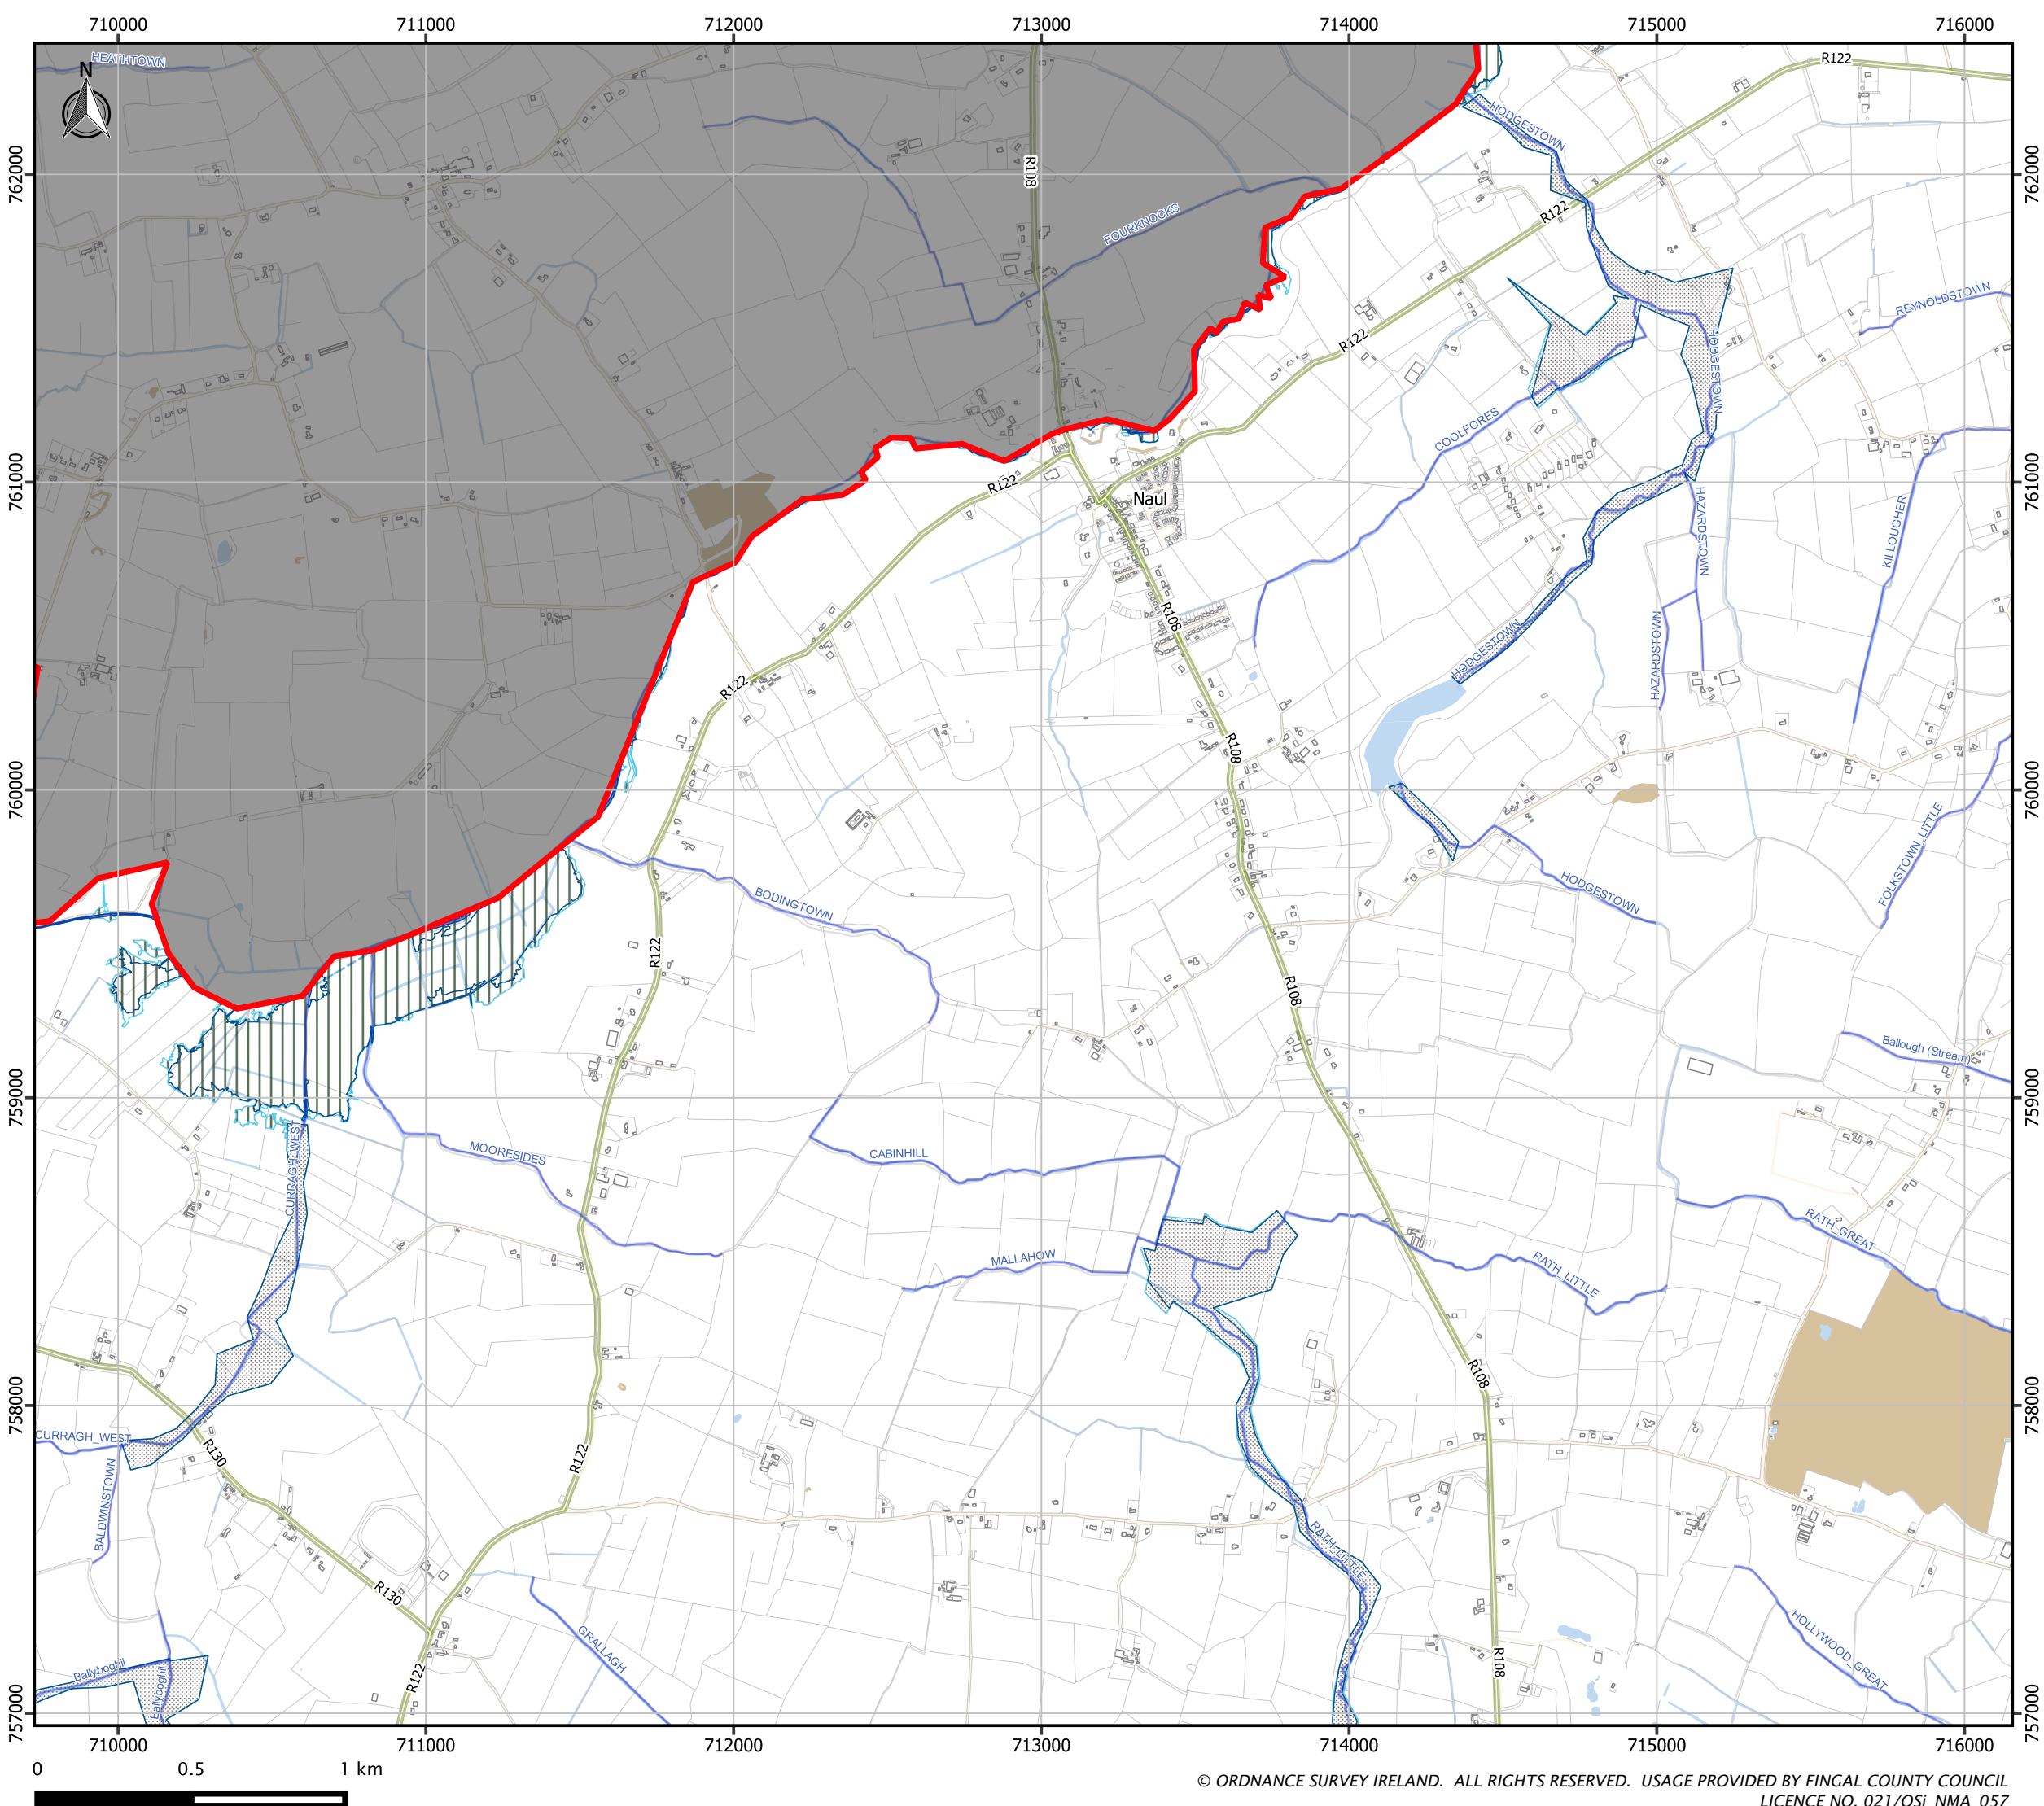 710000 711000 712000 713000 714000 715000 716000
HEATHTOWN
N
R122
HODGESTOWN
762000
R108
762000
FOURKNOCKS
R122
REYNOLDSTOWN
R122
HODGESTOWN
COOLFORES
761000
R122
Naul
761000
HAZARDSTOWN
KILLOUGHER
R108
HODGESTOWN
HAZARDSTOWN
R122
R108
760000
760000
FOLKSTOWN_LITTLE
BODINGTOWN
HODGESTOWN
R122
R108
Ballough (Stream)
759000
759000
CURRAGH_WEST
MOORESIDES
CABINHILL
RATH_GREAT
MALLAHOW
RATH_LITTLE
R108
758000
758000
CURRAGH_WEST
R130
R122
BALDWINSTOWN
RATH_LITTLE
R130
GRALLAGH
HOLLYWOOD_GREAT
Ballyboghil
Ballyboghil
R122
R108
757000
757000
710000 711000 712000 713000 714000 715000 716000
0 0.5 1 km
© ORDNANCE SURVEY IRELAND. ALL RIGHTS RESERVED. USAGE PROVIDED BY FINGAL COUNTY COUNCIL
LICENCE NO. 021/OSi_NMA_057